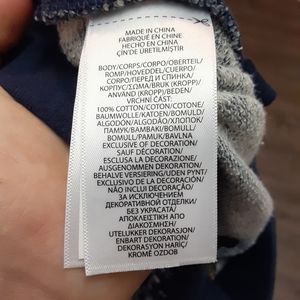 MADE IN CHINA
FABRIQUÉ EN CHINE
HECHO EN CHINA
ÇİN'DE ÜRETİLMİŞTİR
BODY/CORPS/CORPO/OBERTEIL/
ROMP/HOVEDDEL/CUERPO/
CORPO/ПЕРЕД И СПИНКА/
КОРПУС/ΣΩΜΑ/BRUK (KROPP)/
ANVÄND (KROPP)/BEDEN/
VRCHNÍ ČÁST:
100% COTTON/COTON/COTONE/
BAUMWOLLE/KATOEN/BOMULD/
ALGODÓN/ALGODÃO/ХЛОПОК/
ПАМУК/ΒΑΜΒΑΚΙ/BOMULL/
BOMULL/PAMUK/BAVLNA
EXCLUSIVE OF DECORATION
SAUF DÉCORATION
ESCLUSA LA DECORAZIONE/
AUSGENOMMEN DEKORATION/
BEHALVE VERSIERING/UDEN PYNT/
EXCLUSIVO DE LA DECORACIÓN/
NÃO INCLUI DECORAÇÃO/
ЗА ИСКЛЮЧЕНИЕМ
ДЕКОРАТИВНОЙ ОТДЕЛКИ/
БЕЗ УКРАСАТА/
ΑΠΟΚΛΕΙΣΤΙΚΗ ΑΠΟ
ΔΙΑΚΟΣΜΗΣΗ/
UTELUKKER DEKORASJON/
ENBART DEKORATION/
DEKORASYON HARİÇ/
KROMĚ OZDOB